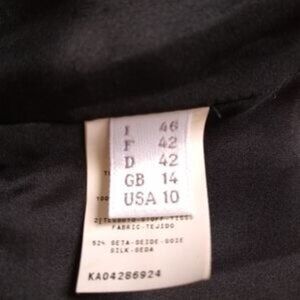 I 46
F 42
D 42
GB 14
USA 10
FABRIC-TEJIDO
52% SETA-SEIDE-SOIE
SILK-SEDA
KA04286924